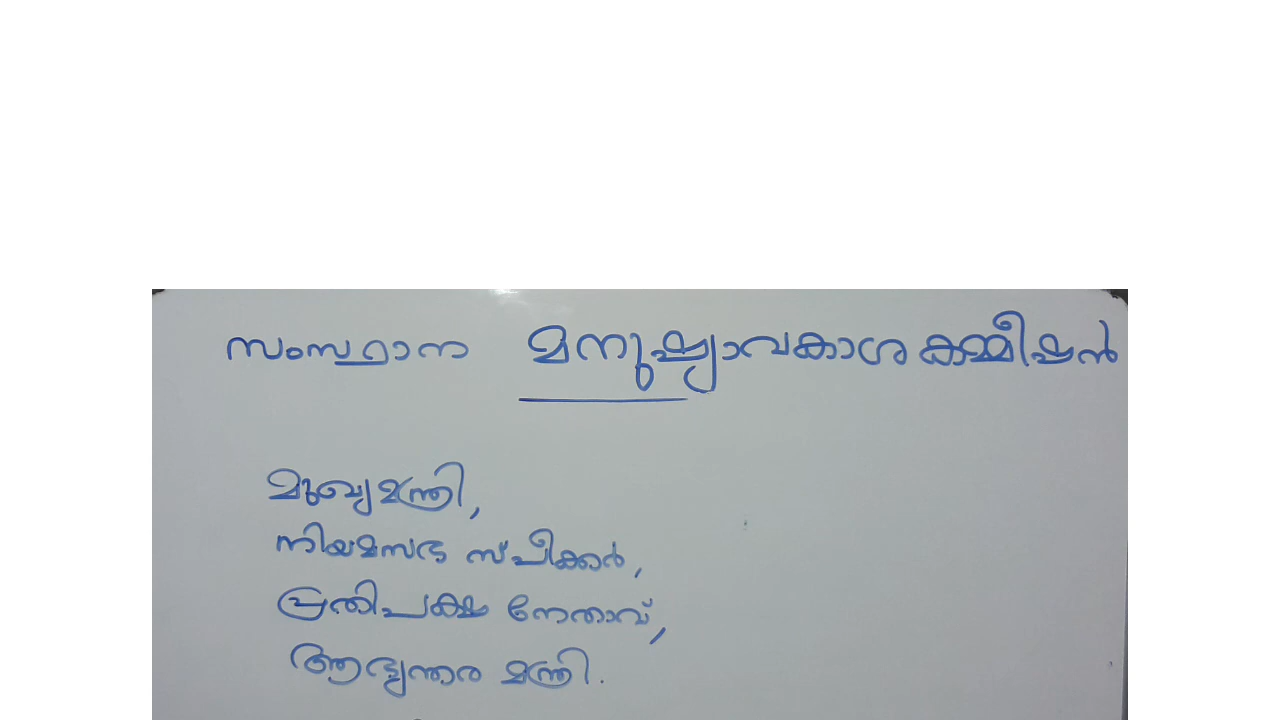 സംസ്ഥാന മനുഷ്യാവകാശ കമ്മീഷൻ
മുഖ്യമന്ത്രി,
നിയമസഭ സ്പീക്കർ,
പ്രതിപക്ഷ നേതാവ്,
ആഭ്യന്തര മന്ത്രി.